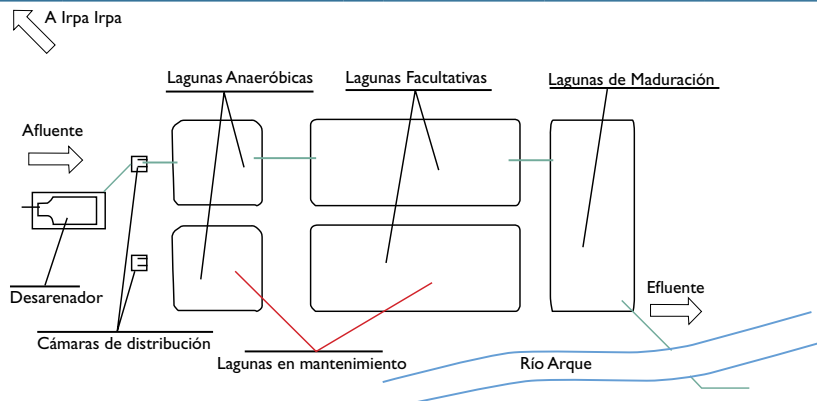 A Irpa Irpa
Lagunas Anaeróbicas
Lagunas Facultativas
Lagunas de Maduración
Afluente
Desarenador
Efluente
Cámaras de distribución
Lagunas en mantenimiento
Río Arque